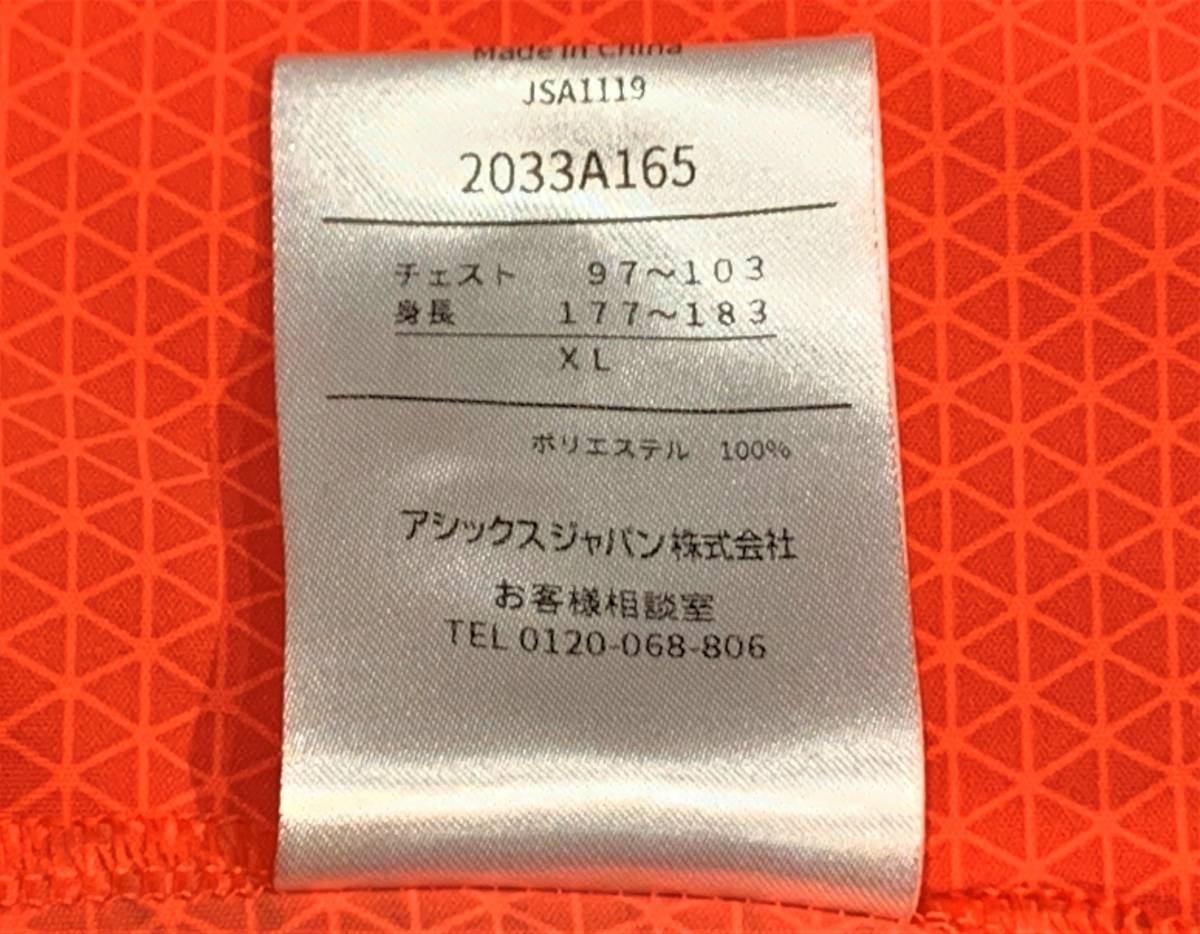 Made in China
JSA1119
2033A165
チェスト 97〜103
身長 177〜183
XL
ポリエステル 100%
アシックスジャパン株式会社
お客様相談室
TEL 0120-068-806